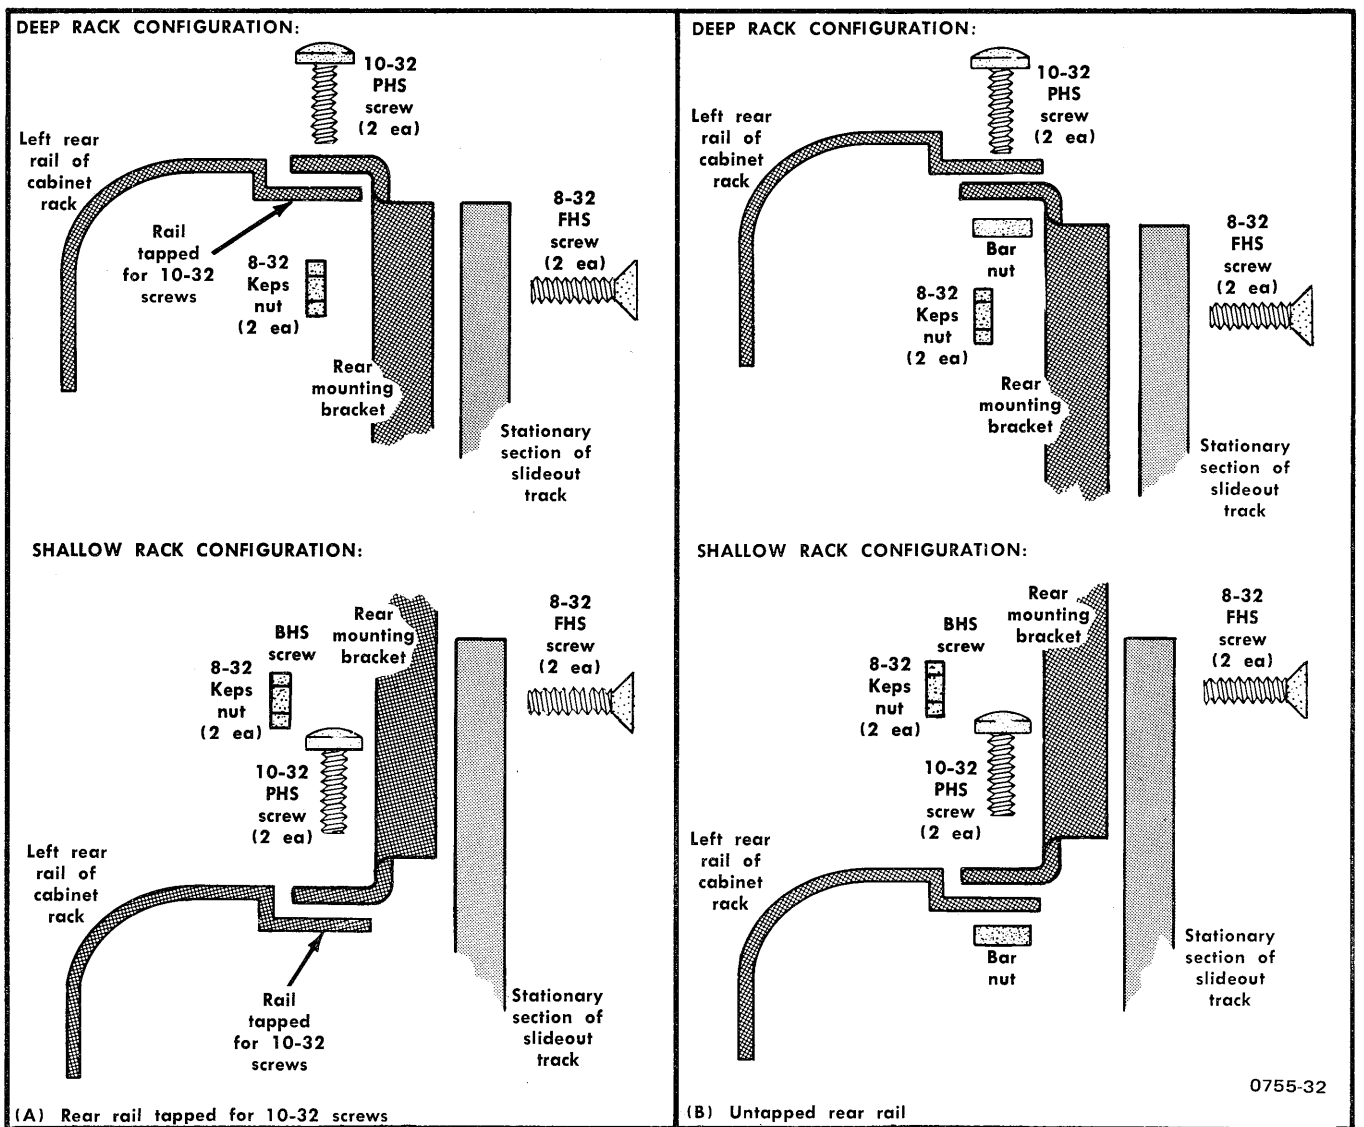 DEEP RACK CONFIGURATION:
10-32
PHS
screw
(2 ea)
Left rear
rail of
cabinet
rack
8-32
FHS
screw
(2 ea)
Rail
tapped
for 10-32
screws
8-32
Keps
nut
(2 ea)
Rear
mounting
bracket
Stationary
section of
slideout
track
SHALLOW RACK CONFIGURATION:
Rear
mounting
bracket
8-32
FHS
screw
(2 ea)
BHS
screw
8-32
Keps
nut
(2 ea)
10-32
PHS
screw
(2 ea)
Left rear
rail of
cabinet
rack
Rail
tapped
for 10-32
screws
Stationary
section of
slideout
track
(A) Rear rail tapped for 10-32 screws
DEEP RACK CONFIGURATION:
10-32
PHS
screw
(2 ea)
Left rear
rail of
cabinet
rack
8-32
FHS
screw
(2 ea)
Bar
nut
8-32
Keps
nut
(2 ea)
Rear
mounting
bracket
Stationary
section of
slideout
track
SHALLOW RACK CONFIGURATION:
Rear
mounting
bracket
8-32
FHS
screw
(2 ea)
BHS
screw
8-32
Keps
nut
(2 ea)
10-32
PHS
screw
(2 ea)
Left rear
rail of
cabinet
rack
Bar
nut
Stationary
section of
slideout
track
0755-32
(B) Untapped rear rail